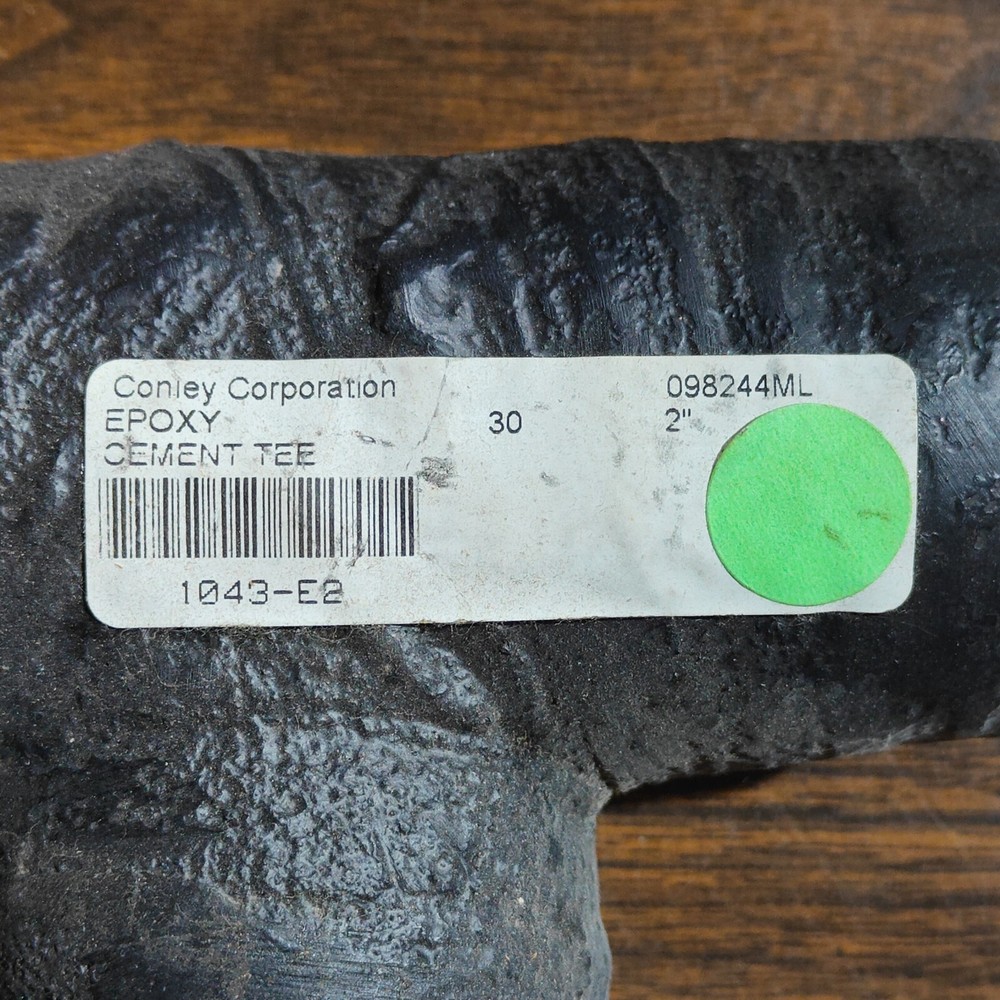 Conley Corporation 098244ML
EPOXY 30 2"
CEMENT TEE
1043-E2